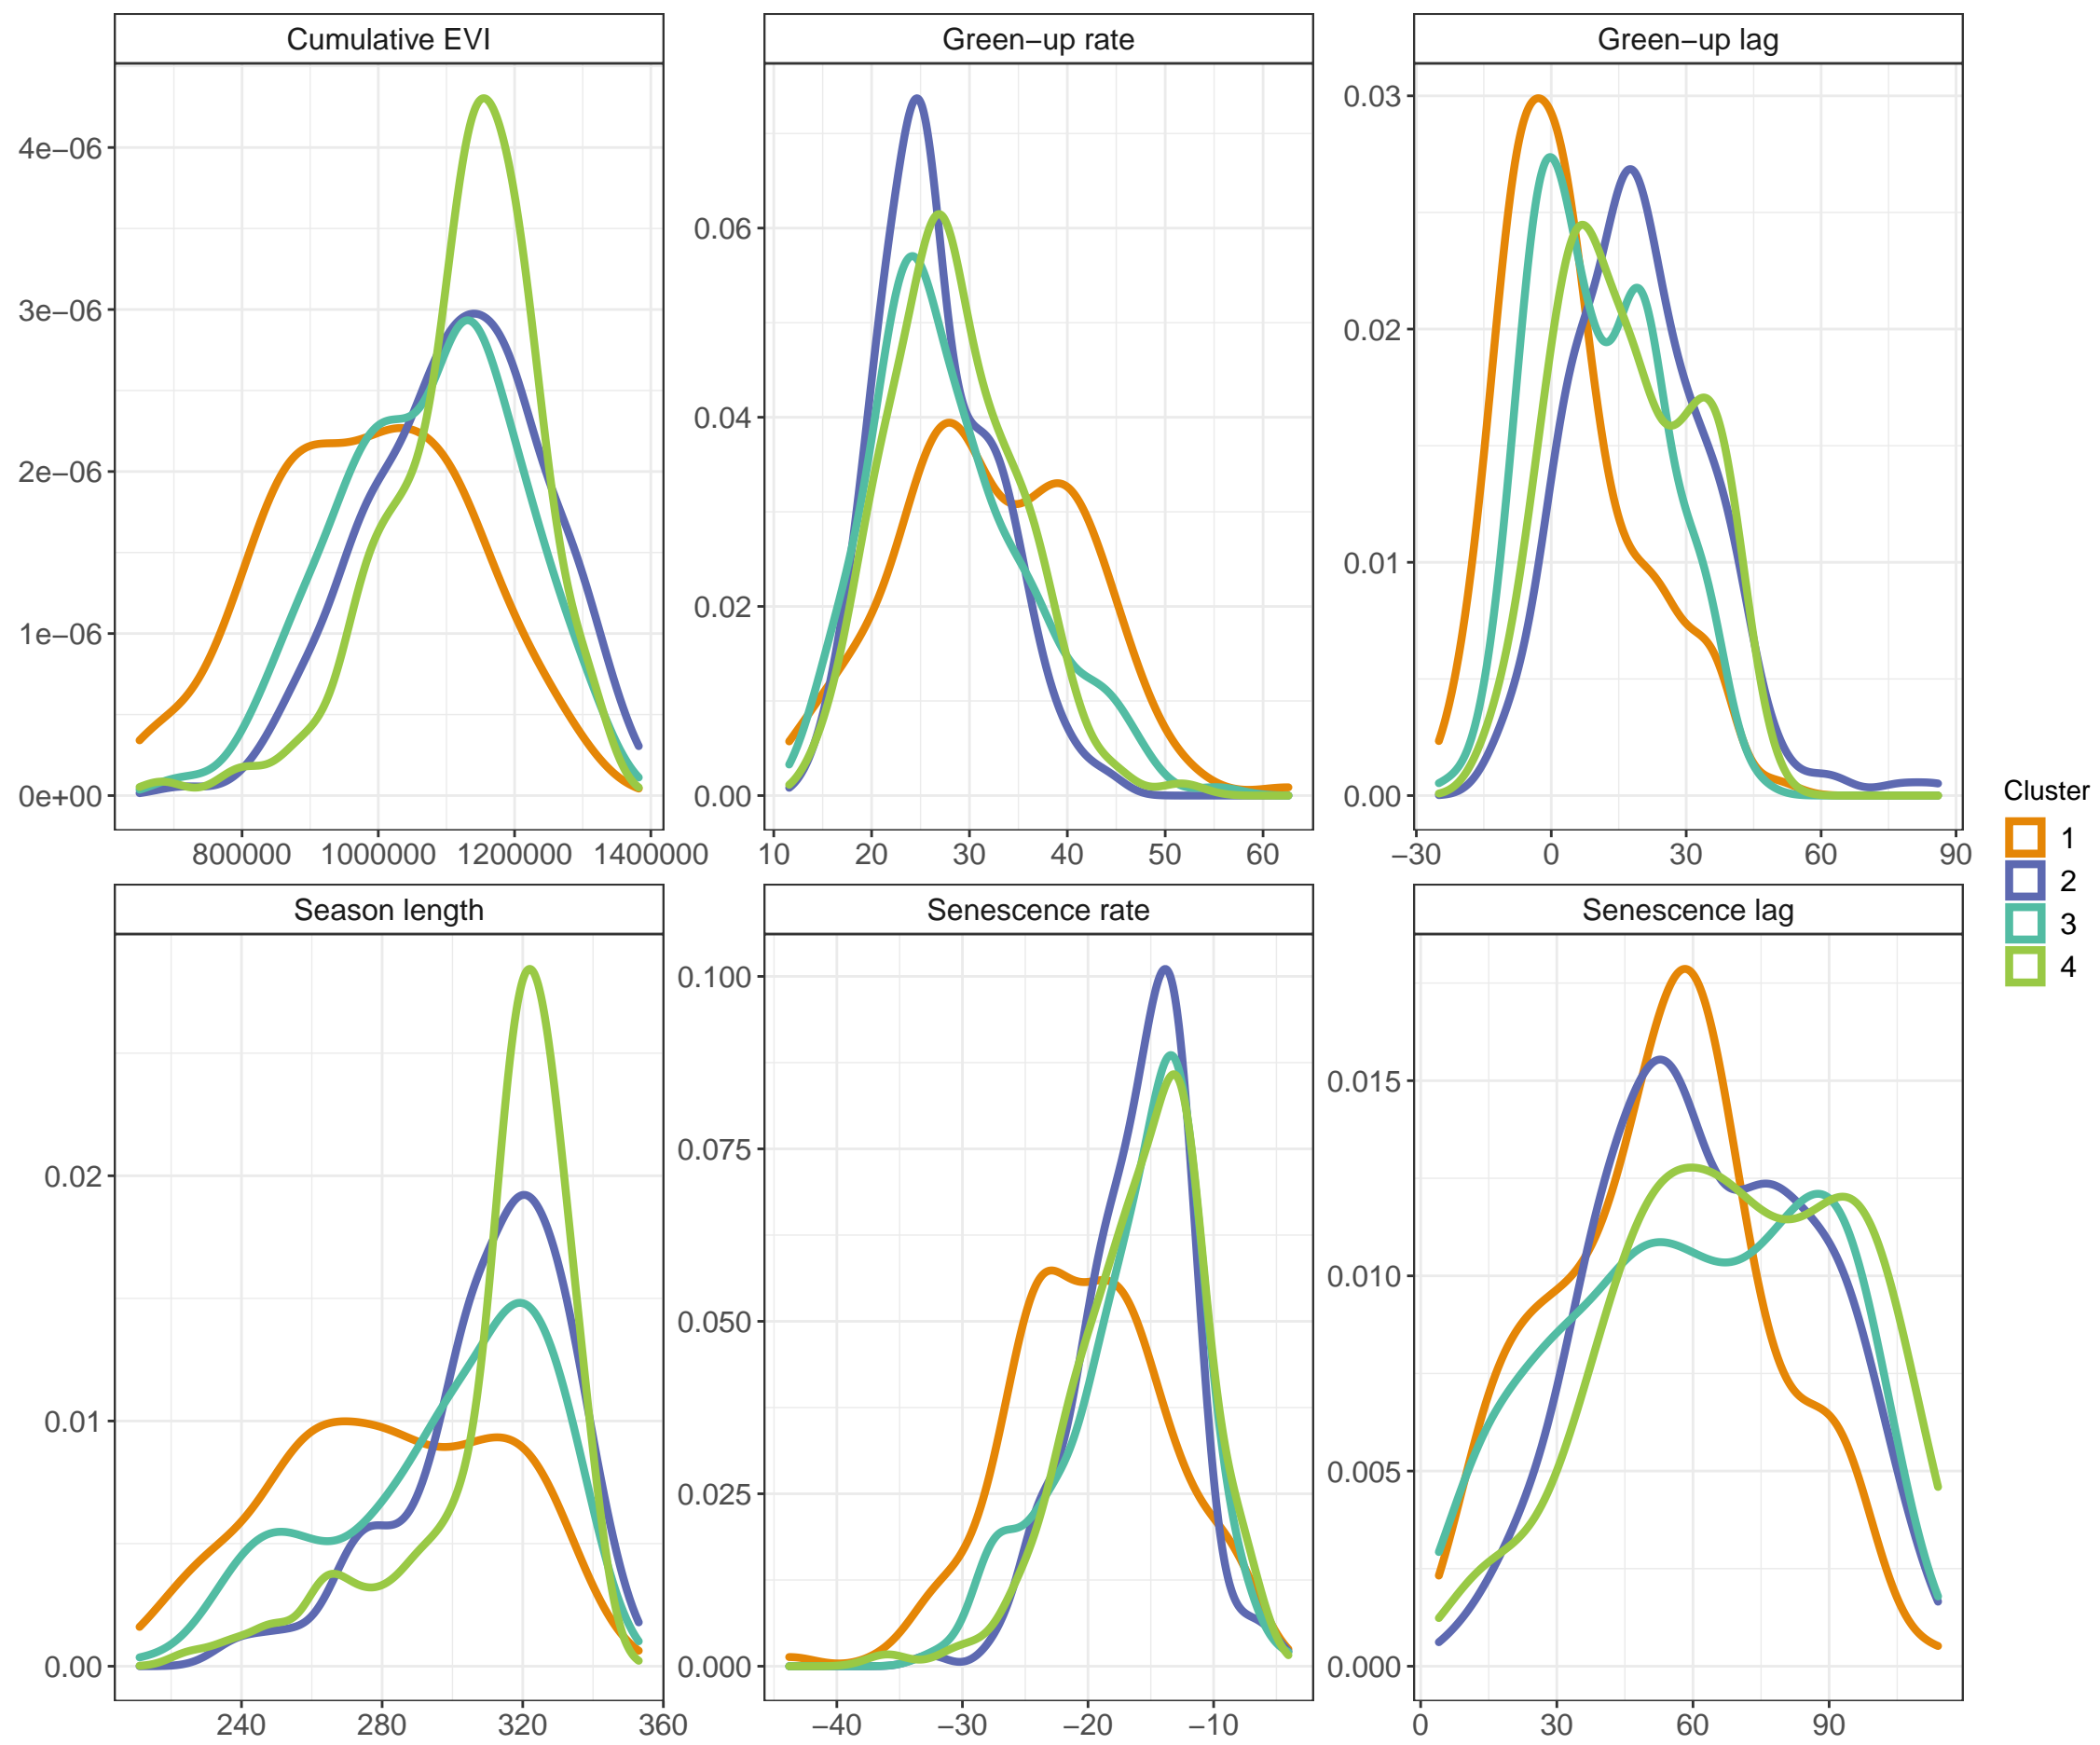 Cumulative EVI
Green−up rate
Green−up lag
4e−06
3e−06
2e−06
1e−06
0e+00
800000 1000000 1200000 1400000
0.06
0.04
0.02
0.00
10 20 30 40 50 60
0.03
0.02
0.01
0.00
−30 0 30 60 90
Season length
Senescence rate
Senescence lag
0.02
0.01
0.00
240 280 320 360
0.100
0.075
0.050
0.025
0.000
−40 −30 −20 −10
0.015
0.010
0.005
0.000
0 30 60 90
Cluster
1
2
3
4